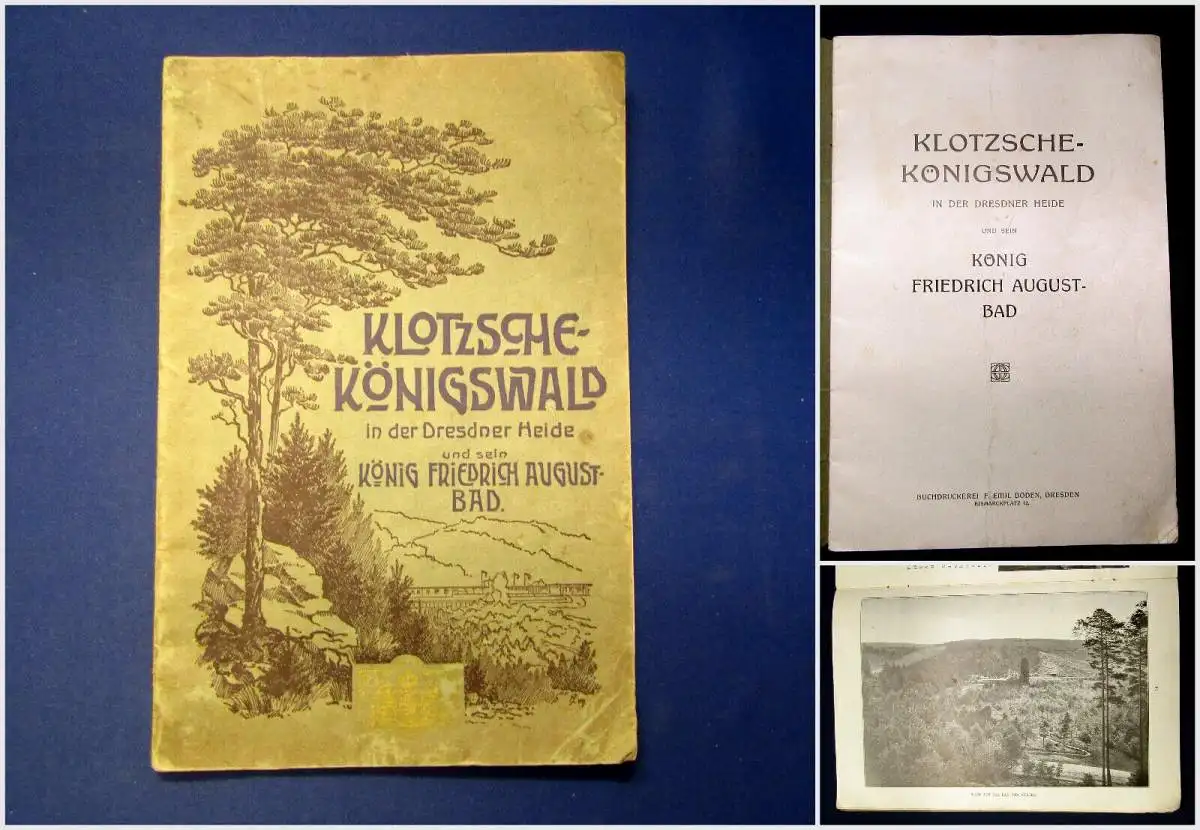 KLOTZSCHE-
KÖNIGSWALD
in der Dresdner Heide
und sein
KÖNIG FRIEDRICH AUGUST-
BAD.
KLOTZSCHE-
KÖNIGSWALD
IN DER DRESDNER HEIDE
UND SEIN
KÖNIG
FRIEDRICH AUGUST-
BAD
BUCHDRUCKEREI F. EMIL BODEN, DRESDEN
BISMARCKPLATZ